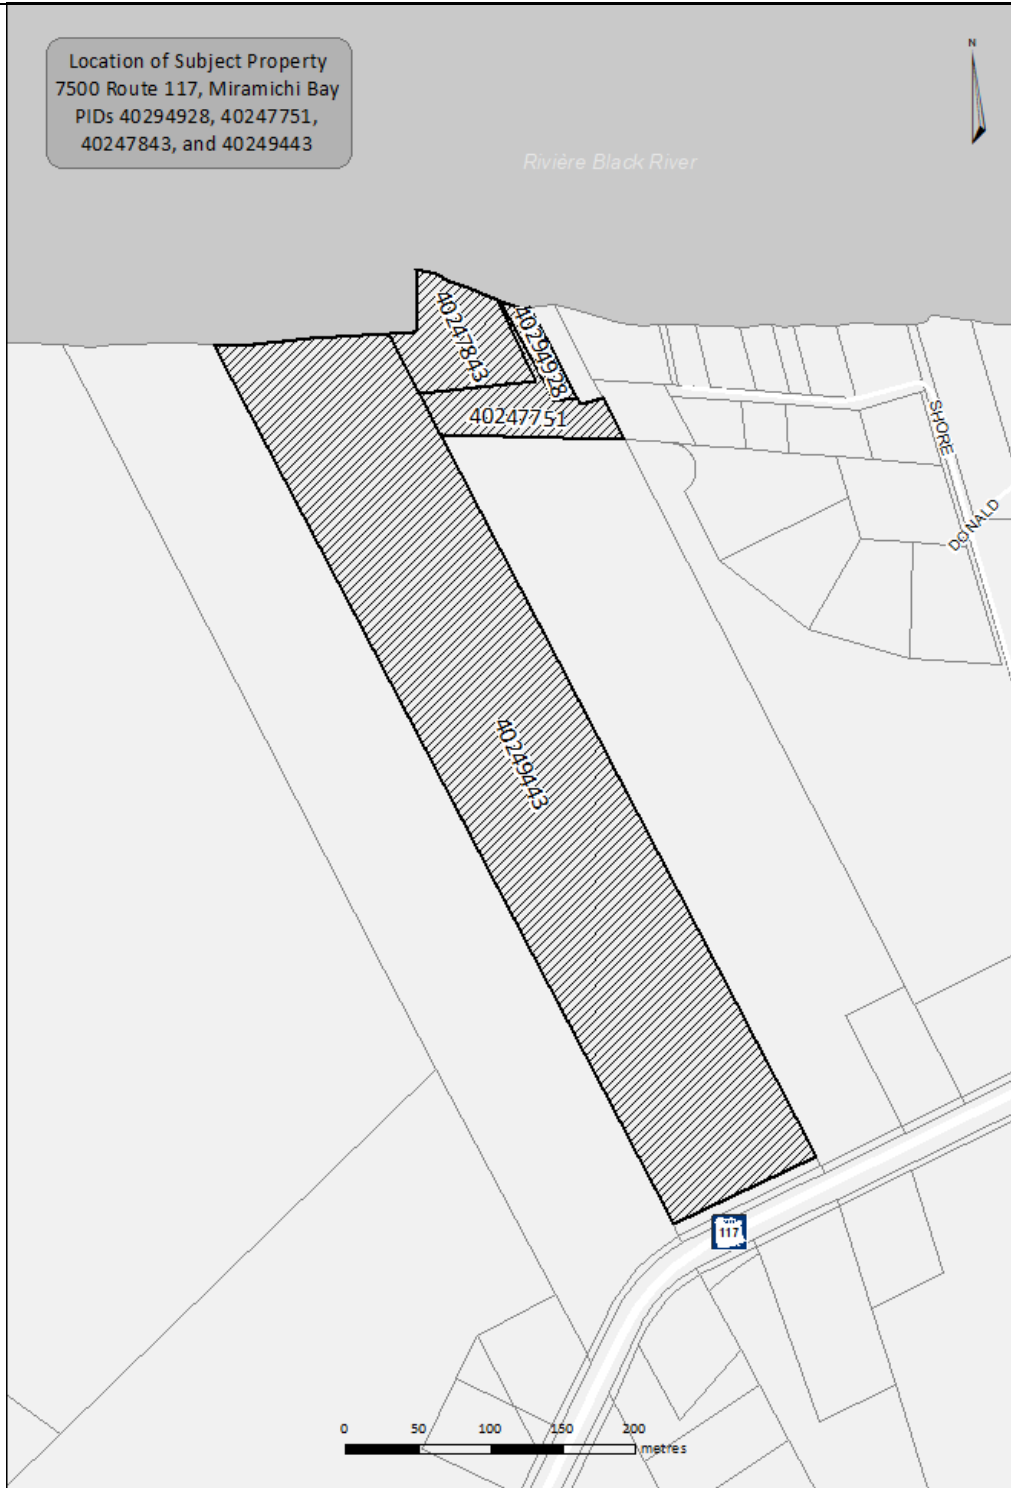 Location of Subject Property
7500 Route 117, Miramichi Bay
PIDs 40294928, 40247751,
40247843, and 40249443
N
Rivière Black River
40247843
40294928
40247751
SHORE
DONALD
40249443
117
0 50 100 150 200
metres